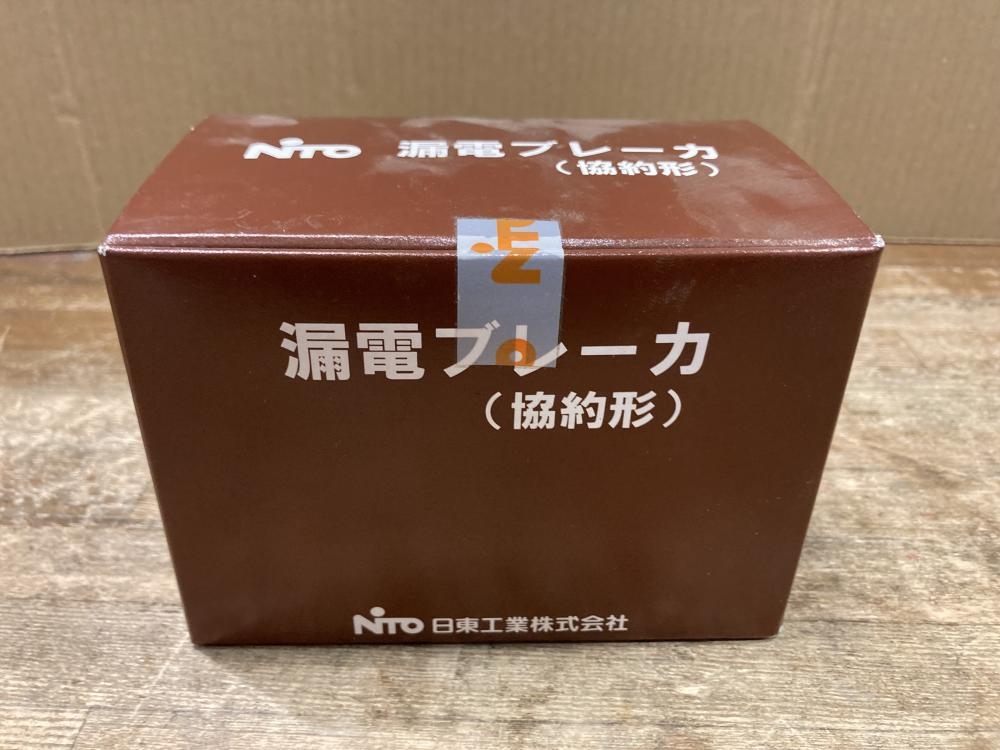 NiTO 漏電ブレーカ
（協約形）
漏電ブレーカ
（協約形）
NiTO 日東工業株式会社